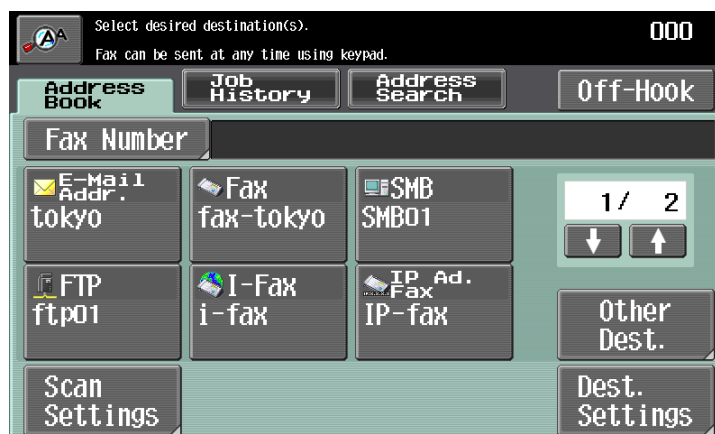 Select desired destination(s).
000
Fax can be sent at any time using keypad.
Address
Book
Job
History
Address
Search
Off-Hook
Fax Number
E-Mail
Addr.
tokyo
Fax
fax-tokyo
SMB
SMB01
1/ 2
FTP
ftp01
I-Fax
i-fax
IP Ad.
Fax
IP-fax
Other
Dest.
Scan
Settings
Dest.
Settings